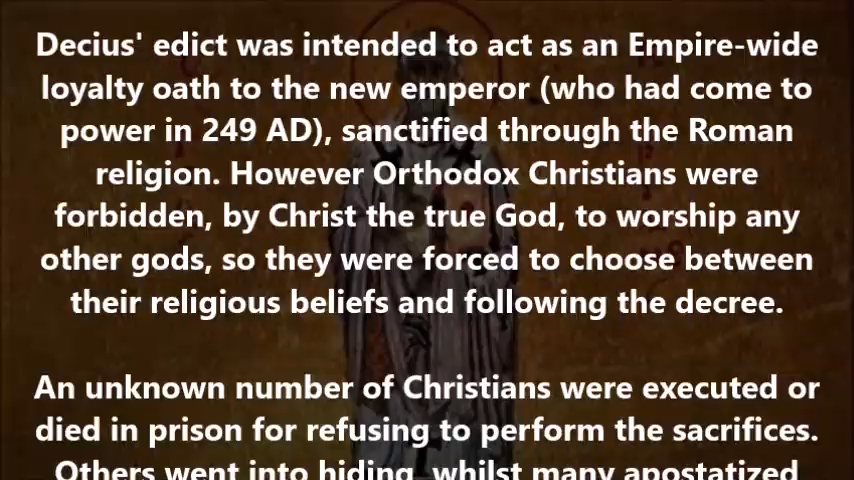 Decius' edict was intended to act as an Empire-wide
loyalty oath to the new emperor (who had come to
power in 249 AD), sanctified through the Roman
religion. However Orthodox Christians were
forbidden, by Christ the true God, to worship any
other gods, so they were forced to choose between
their religious beliefs and following the decree.
An unknown number of Christians were executed or
died in prison for refusing to perform the sacrifices.
Others went into hiding, whilst many apostatized